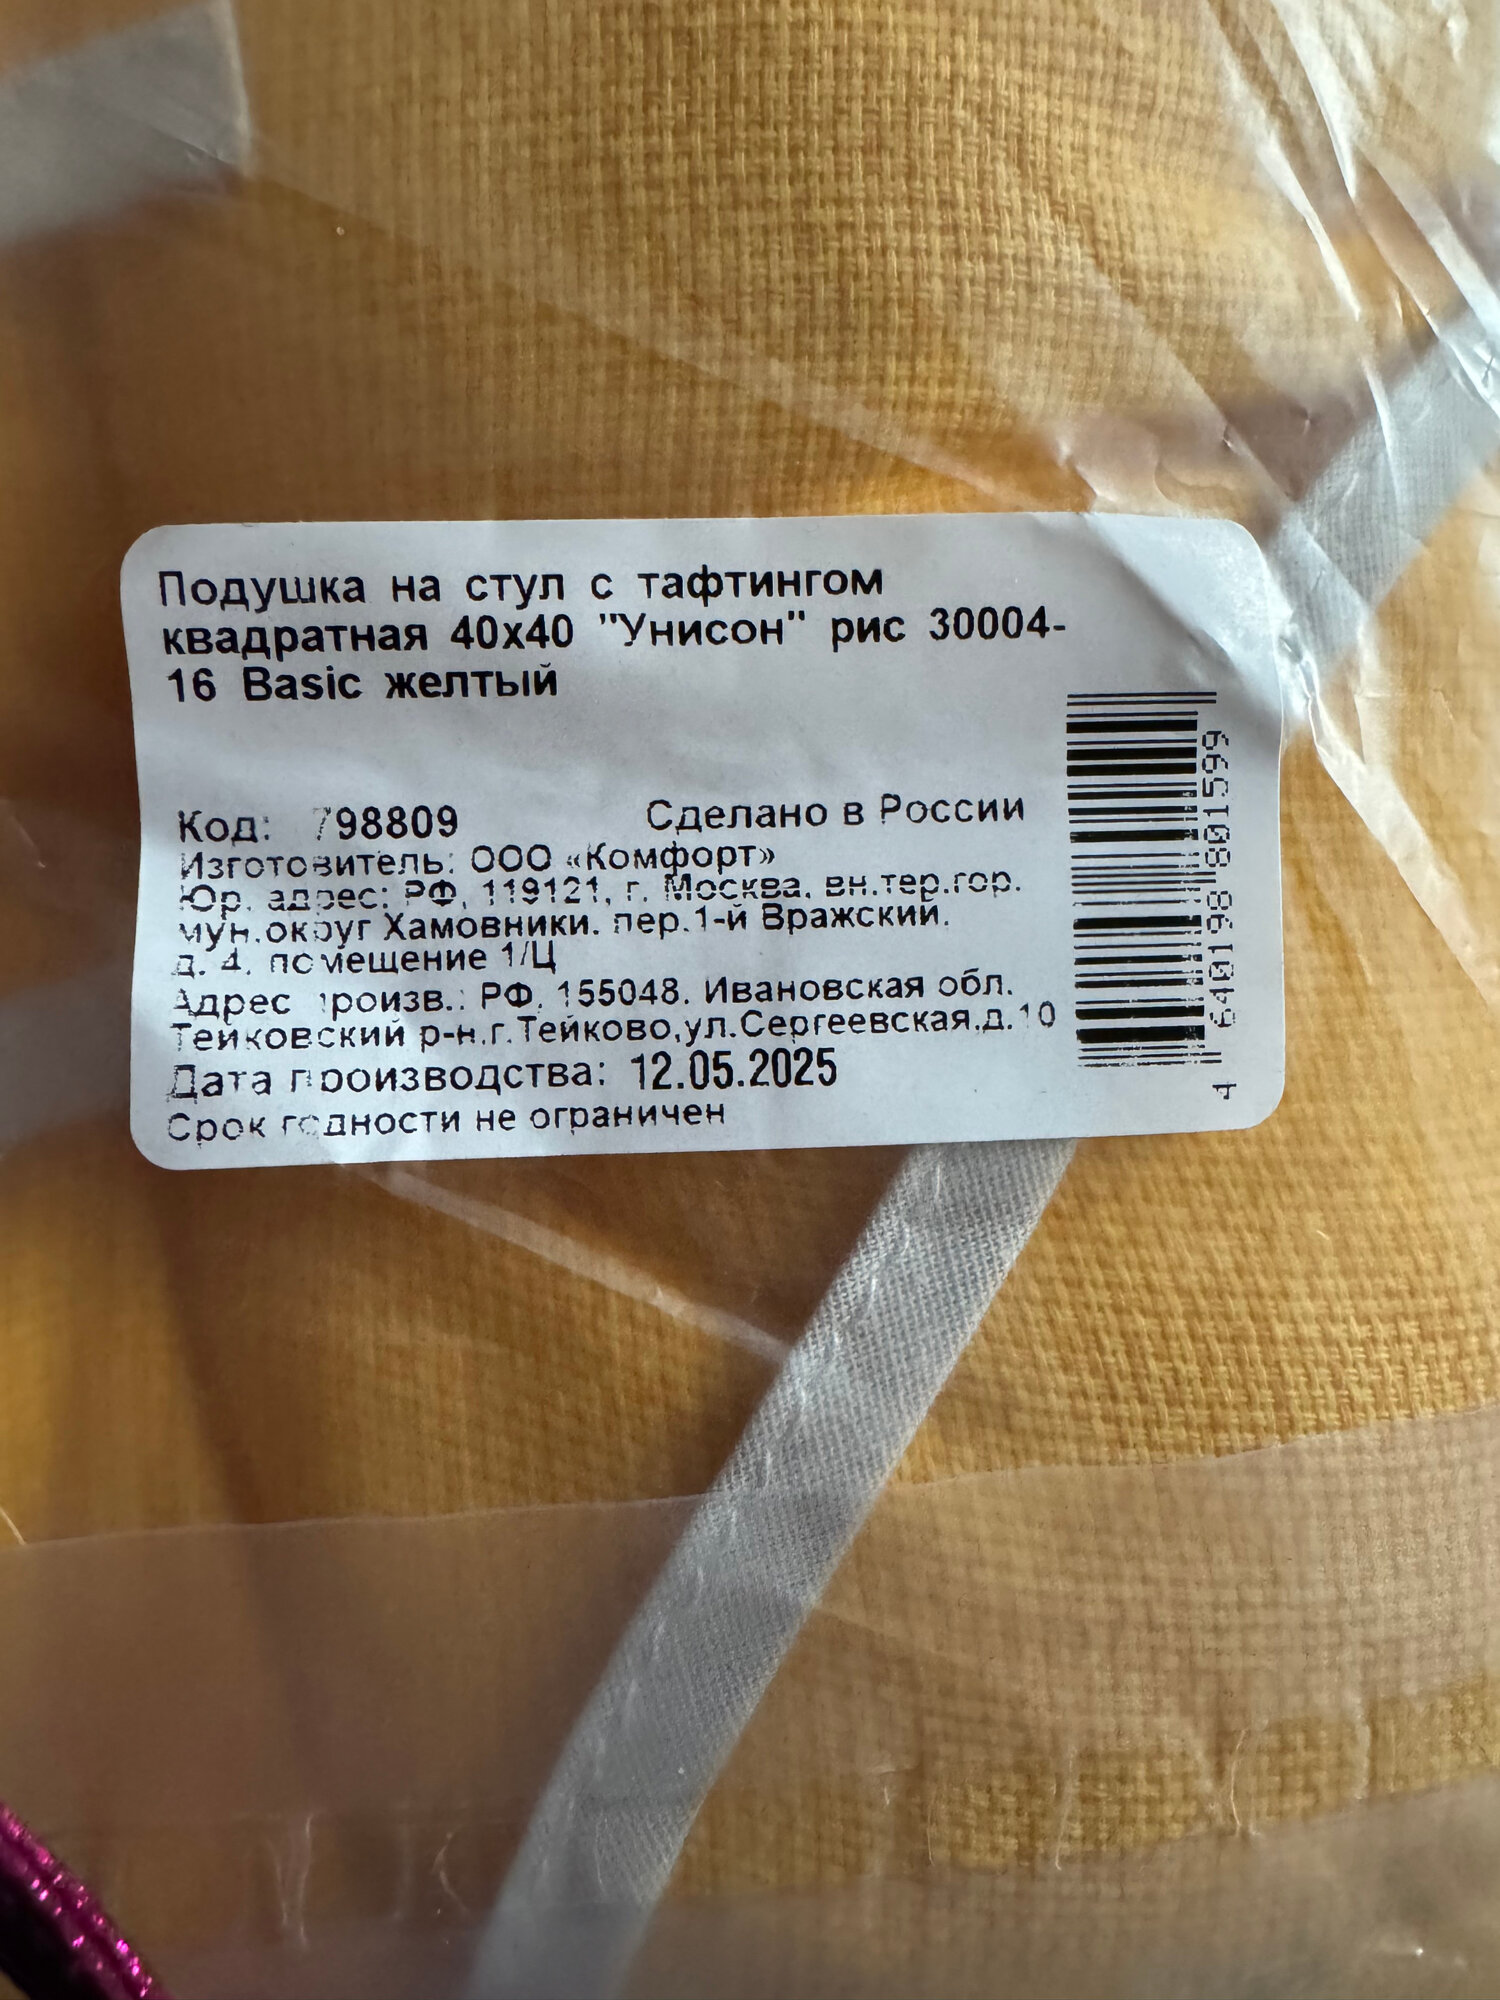 Подушка на стул с тафтингом
квадратная 40х40 "Унисон" рис 30004-
16 Basic желтый
Код: 798809
Сделано в России
Изготовитель: ООО «Комфорт»
Юр. адрес: РФ, 119121, г. Москва, вн.тер.гор.
мун.округ Хамовники, пер.1-й Вражский,
д. 4, помещение 1/Ц
Адрес произв.: РФ, 155048, Ивановская обл.
Тейковский р-н,г.Тейково,ул.Сергеевская,д.10
Дата производства: 12.05.2025
Срок годности не ограничен
4 640198 801599